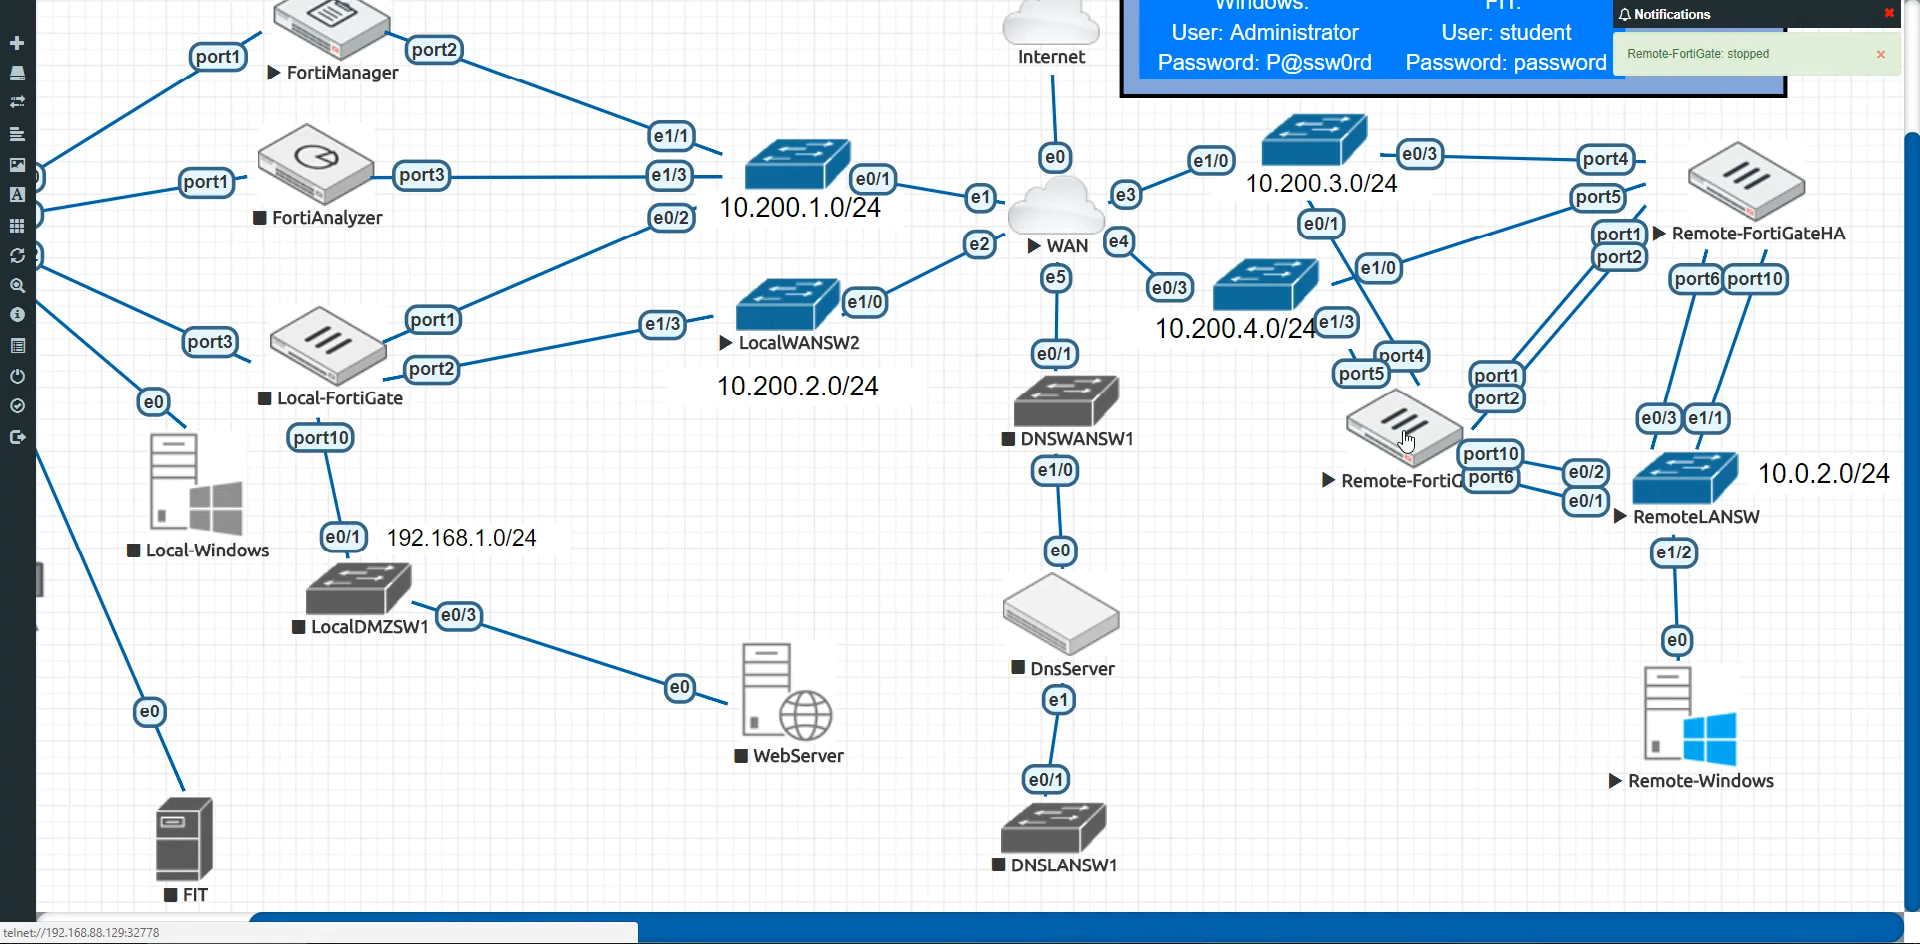 Windows:
FIT:
User: Administrator
User: student
Password: P@ssw0rd
Password: password
Notifications
Remote-FortiGate: stopped
Internet
port1
port2
FortiManager
e1/1
e0
e1/0
10.200.3.0/24
e0/3
port4
port1
FortiAnalyzer
port3
e1/3
e0/2
10.200.1.0/24
e0/1
e1
e2
WAN
e3
e4
e5
e0/1
port5
port1
port2
Remote-FortiGateHA
port6
port10
e0/3
10.200.4.0/24
e1/0
e1/3
port4
port5
port3
Local-FortiGate
port1
port2
e1/3
LocalWANSW2
10.200.2.0/24
e1/0
e0/1
DNSWANSW1
port1
port2
Remote-FortiG
port10
port6
e0/2
e0/1
e0/3
e1/1
10.0.2.0/24
RemoteLANSW
e0
Local-Windows
port10
e0/1
192.168.1.0/24
LocalDMZSW1
e0/3
e1/0
e0
DnsServer
e1
e0/1
DNSLANSW1
e1/2
e0
Remote-Windows
e0
WebServer
e0
FIT
telnet://192.168.88.129:32778